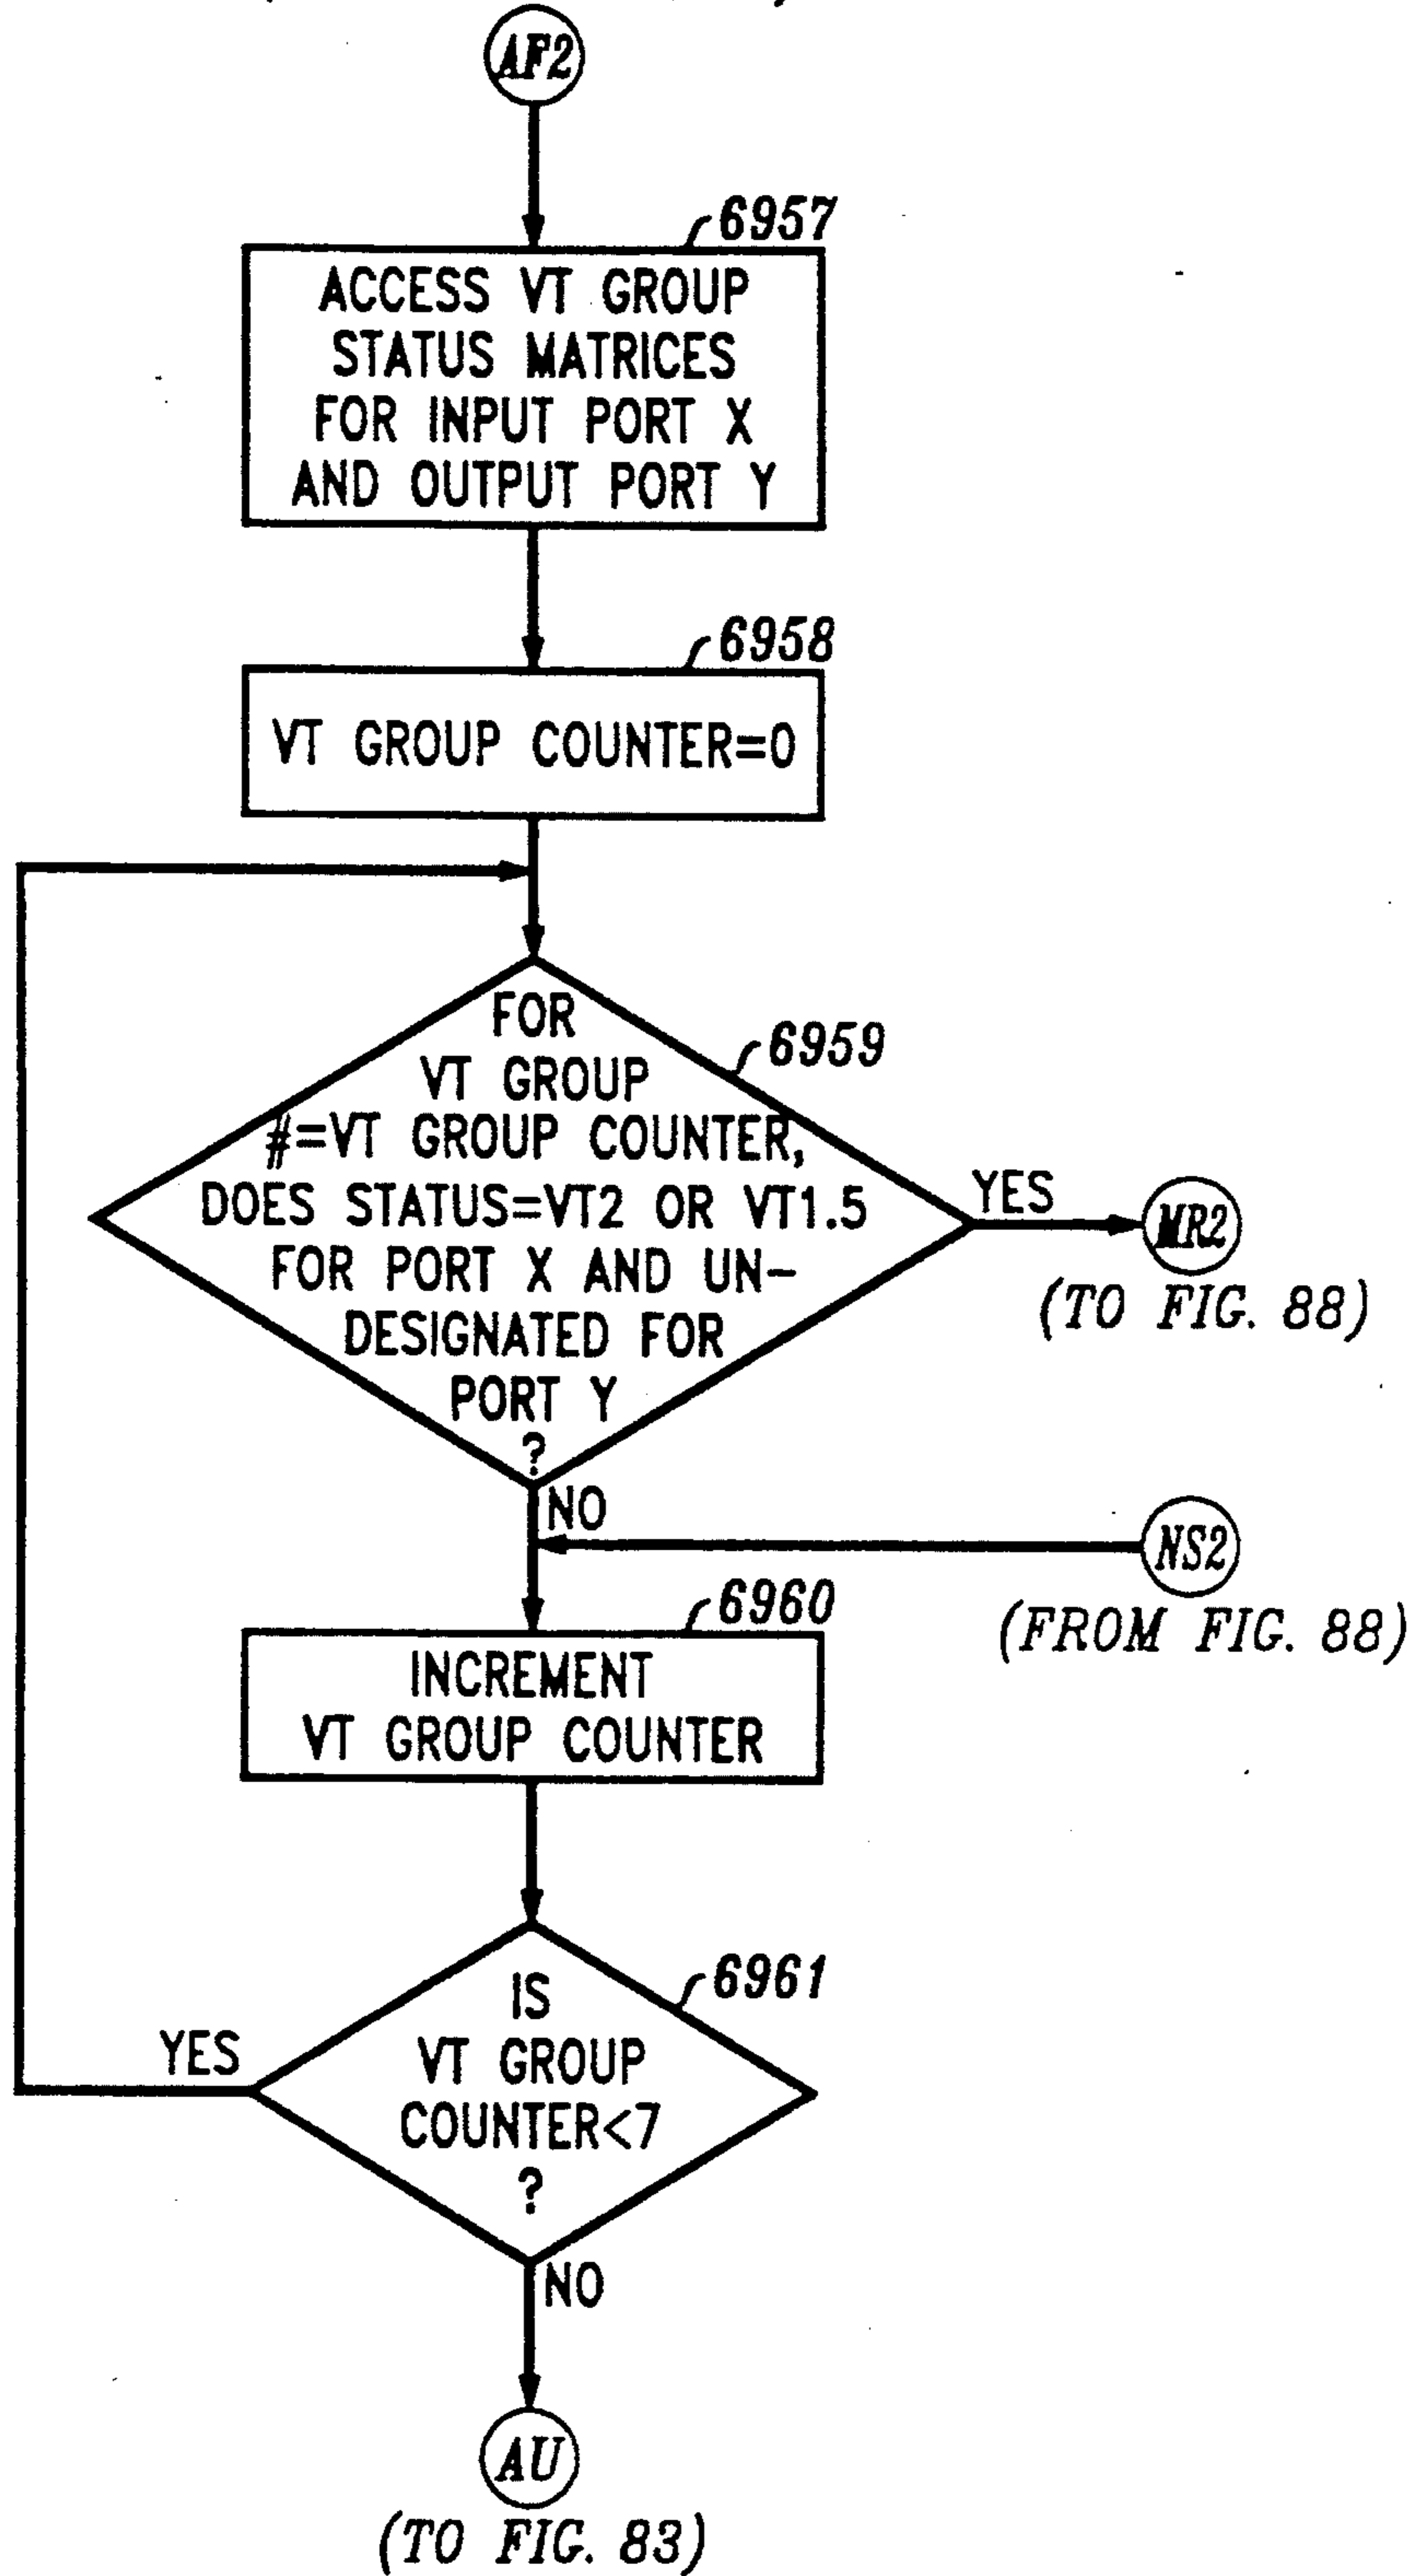 AF2
6957
ACCESS VT GROUP
STATUS MATRICES
FOR INPUT PORT X
AND OUTPUT PORT Y
6958
VT GROUP COUNTER=0
FOR
VT GROUP
#=VT GROUP COUNTER,
DOES STATUS=VT2 OR VT1.5
FOR PORT X AND UN-
DESIGNATED FOR
PORT Y
?
6959
YES
MR2
(TO FIG. 88)
NO
NS2
(FROM FIG. 88)
6960
INCREMENT
VT GROUP COUNTER
6961
IS
VT GROUP
COUNTER<7
?
YES
NO
AU
(TO FIG. 83)